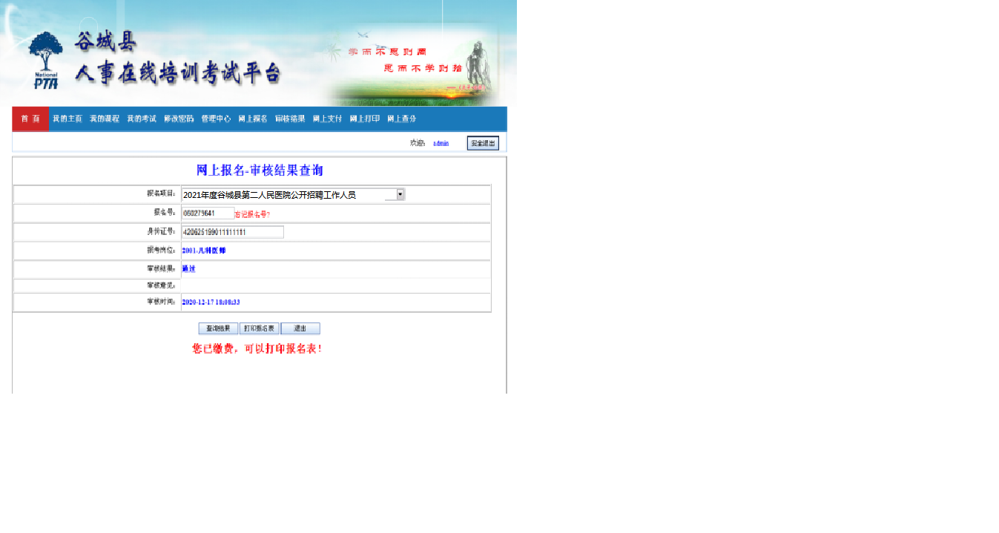 谷城县
人事在线培训考试平台
National
PTA
学而不思则罔
思而不学则殆
首 页 我的主页 我的课程 我的考试 修改密码 管理中心 网上报名 审核结果 网上支付 网上打印 网上查分
欢迎: admin 安全退出
网上报名-审核结果查询
报名项目: 2021年度谷城县第二人民医院公开招聘工作人员
报名号: 060279641 忘记报名号?
身份证号: 420625199011111111
报考岗位: 2001-儿科医师
审核结果: 通过
审核意见:
审核时间: 2020-12-17 18:08:33
查询结果 打印报名表 退出
您已缴费，可以打印报名表！